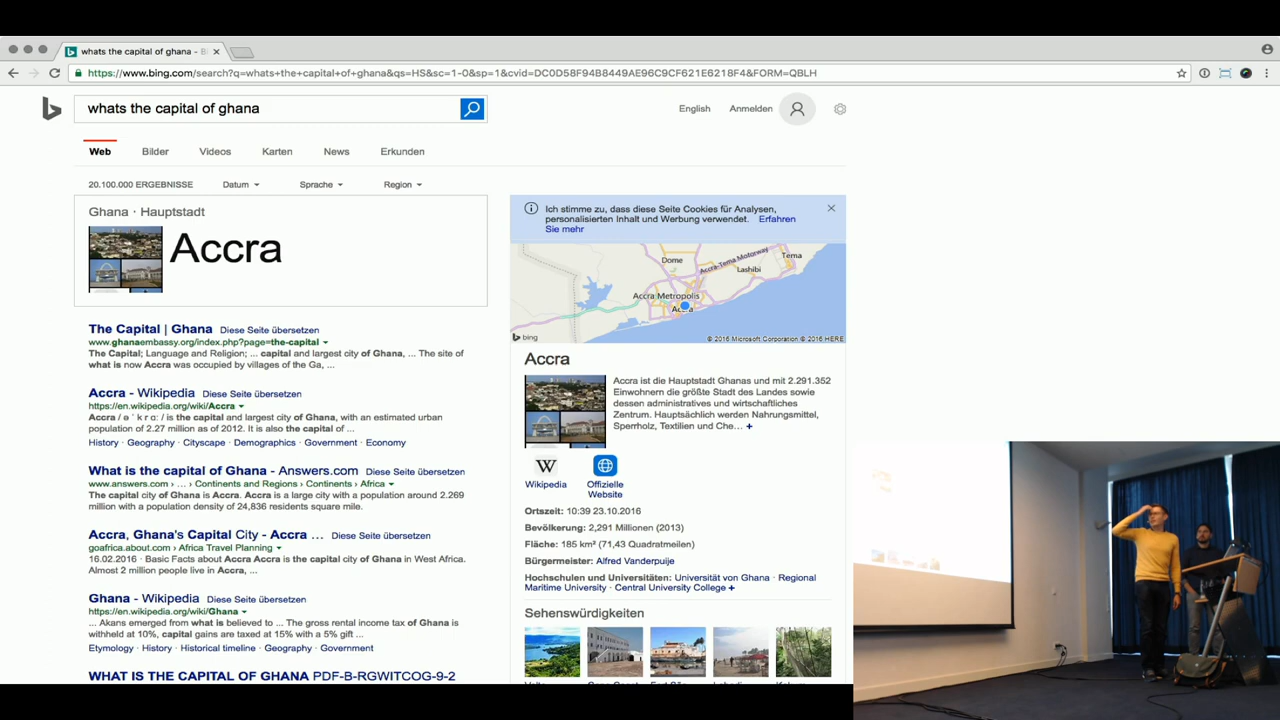 whats the capital of ghana - B
https://www.bing.com/search?q=whats+the+capital+of+ghana&qs=HS&sc=1-0&sp=1&cvid=DC0D58F94B8449AE96C9CF621E6218F4&FORM=QBLH
whats the capital of ghana
English Anmelden
Web Bilder Videos Karten News Erkunden
20.100.000 ERGEBNISSE Datum Sprache Region
Ghana · Hauptstadt
Accra
The Capital | Ghana Diese Seite übersetzen
www.ghanaembassy.org/index.php?page=the-capital
The Capital; Language and Religion; ... capital and largest city of Ghana, ... The site of
what is now Accra was occupied by villages of the Ga, ...
Accra - Wikipedia Diese Seite übersetzen
https://en.wikipedia.org/wiki/Accra
Accra / ə ˈ k r ɑː / is the capital and largest city of Ghana, with an estimated urban
population of 2.27 million as of 2012. It is also the capital of ...
History · Geography · Cityscape · Demographics · Government · Economy
What is the capital of Ghana - Answers.com Diese Seite übersetzen
www.answers.com › ... › Continents and Regions › Continents › Africa
The capital city of Ghana is Accra. Accra is a large city with a population around 2.269
million with a population density of 24,836 residents square mile.
Accra, Ghana's Capital City - Accra ... Diese Seite übersetzen
goafrica.about.com › Africa Travel Planning
16.02.2016 · Basic Facts about Accra Accra is the capital city of Ghana in West Africa.
Almost 2 million people live in Accra, ...
Ghana - Wikipedia Diese Seite übersetzen
https://en.wikipedia.org/wiki/Ghana
... Akans emerged from what is believed to ... The gross rental income tax of Ghana is
withheld at 10%, capital gains are taxed at 15% with a 5% gift ...
Etymology · History · Historical timeline · Geography · Government
WHAT IS THE CAPITAL OF GHANA PDF-B-RGWITCOG-9-2
Ich stimme zu, dass diese Seite Cookies für Analysen,
personalisierten Inhalt und Werbung verwendet. Erfahren
Sie mehr
Dome
Accra-Tema Motorway
Tema
Lashibi
Accra Metropolis
Accra
bing
© 2016 Microsoft Corporation © 2016 HERE
Accra
Accra ist die Hauptstadt Ghanas und mit 2.291.352
Einwohnern die größte Stadt des Landes sowie
dessen administratives und wirtschaftliches
Zentrum. Hauptsächlich werden Nahrungsmittel,
Sperrholz, Textilien und Che... +
Wikipedia
Offizielle
Website
Ortszeit: 10:39 23.10.2016
Bevölkerung: 2,291 Millionen (2013)
Fläche: 185 km² (71,43 Quadratmeilen)
Bürgermeister: Alfred Vanderpuije
Hochschulen und Universitäten: Universität von Ghana · Regional
Maritime University · Central University College +
Sehenswürdigkeiten